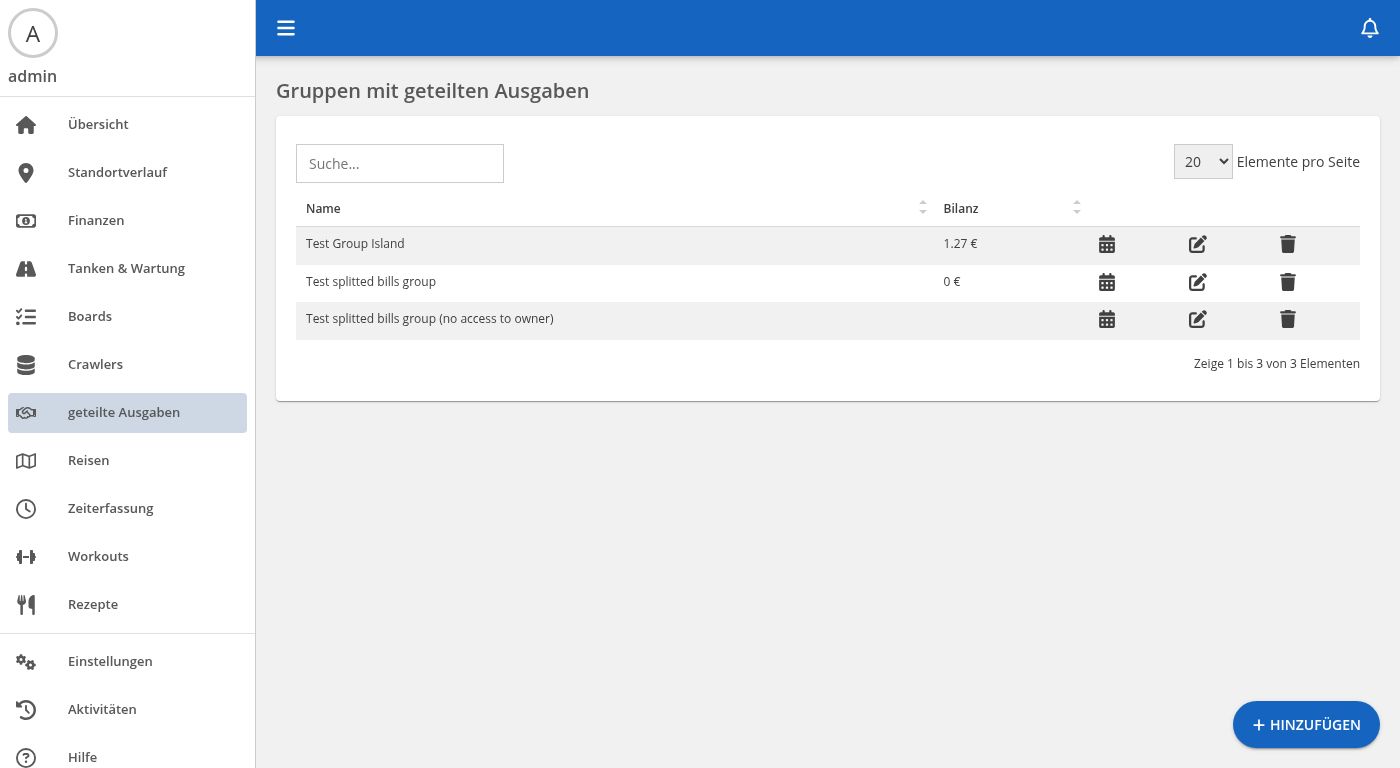 A
admin
Übersicht
Standortverlauf
Finanzen
Tanken & Wartung
Boards
Crawlers
geteilte Ausgaben
Reisen
Zeiterfassung
Workouts
Rezepte
Einstellungen
Aktivitäten
Hilfe
Gruppen mit geteilten Ausgaben
Suche...
20 Elemente pro Seite
Name Bilanz
Test Group Island 1.27 €
Test splitted bills group 0 €
Test splitted bills group (no access to owner)
Zeige 1 bis 3 von 3 Elementen
+ HINZUFÜGEN